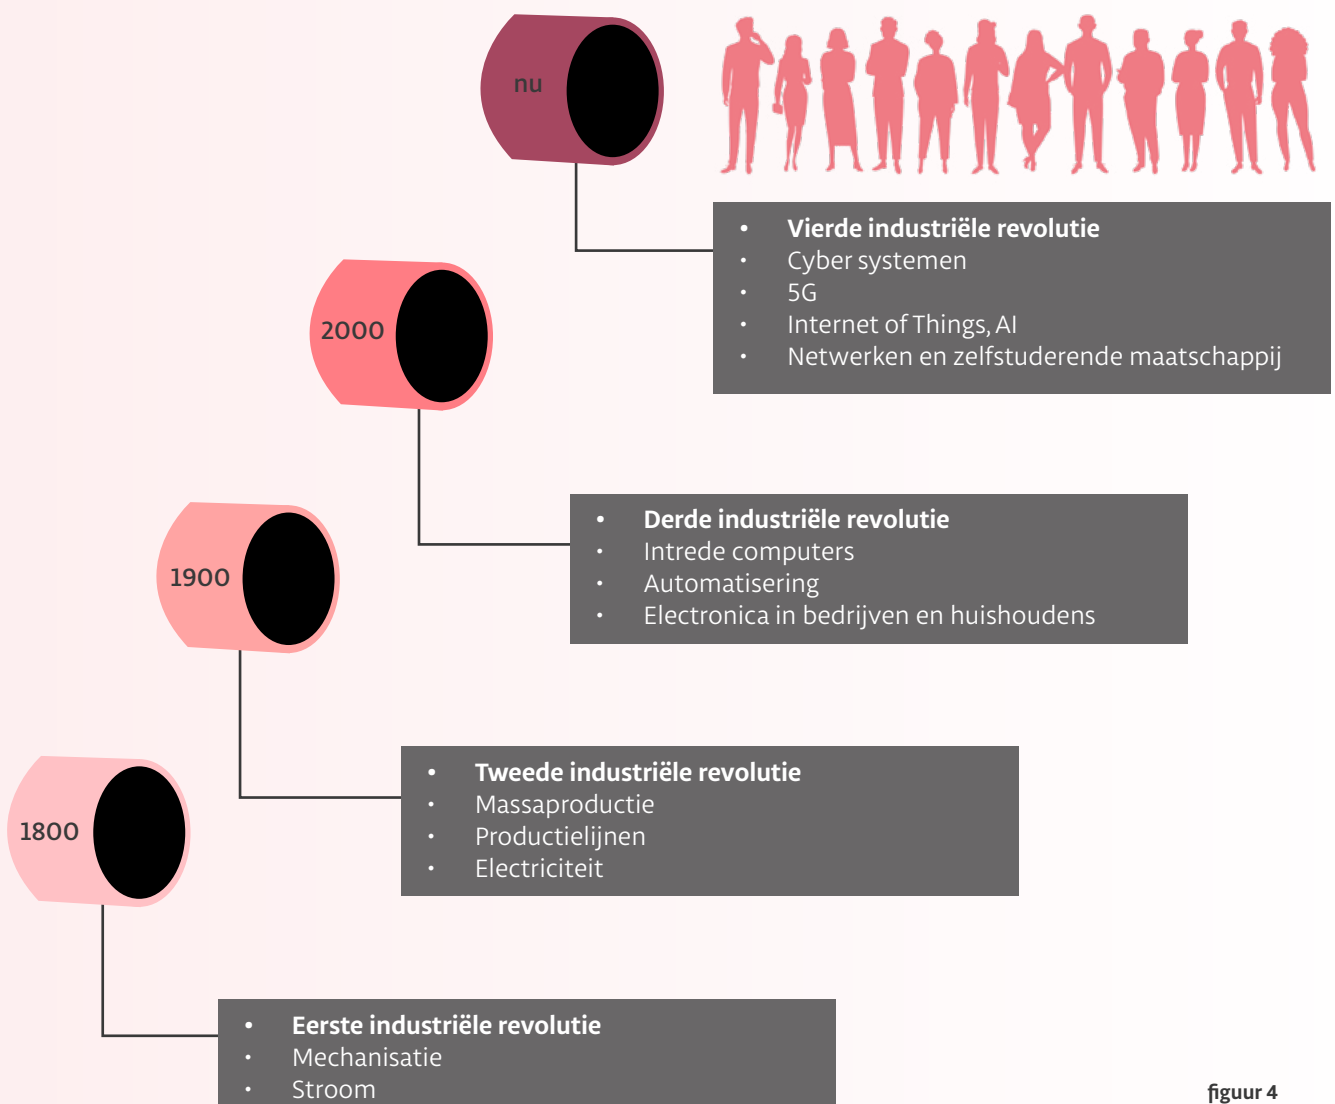 nu
• Vierde industriële revolutie
• Cyber systemen
• 5G
• Internet of Things, AI
• Netwerken en zelfstuderende maatschappij
2000
• Derde industriële revolutie
• Intrede computers
• Automatisering
• Electronica in bedrijven en huishoudens
1900
• Tweede industriële revolutie
• Massaproductie
• Productielijnen
• Electriciteit
1800
• Eerste industriële revolutie
• Mechanisatie
• Stroom
figuur 4